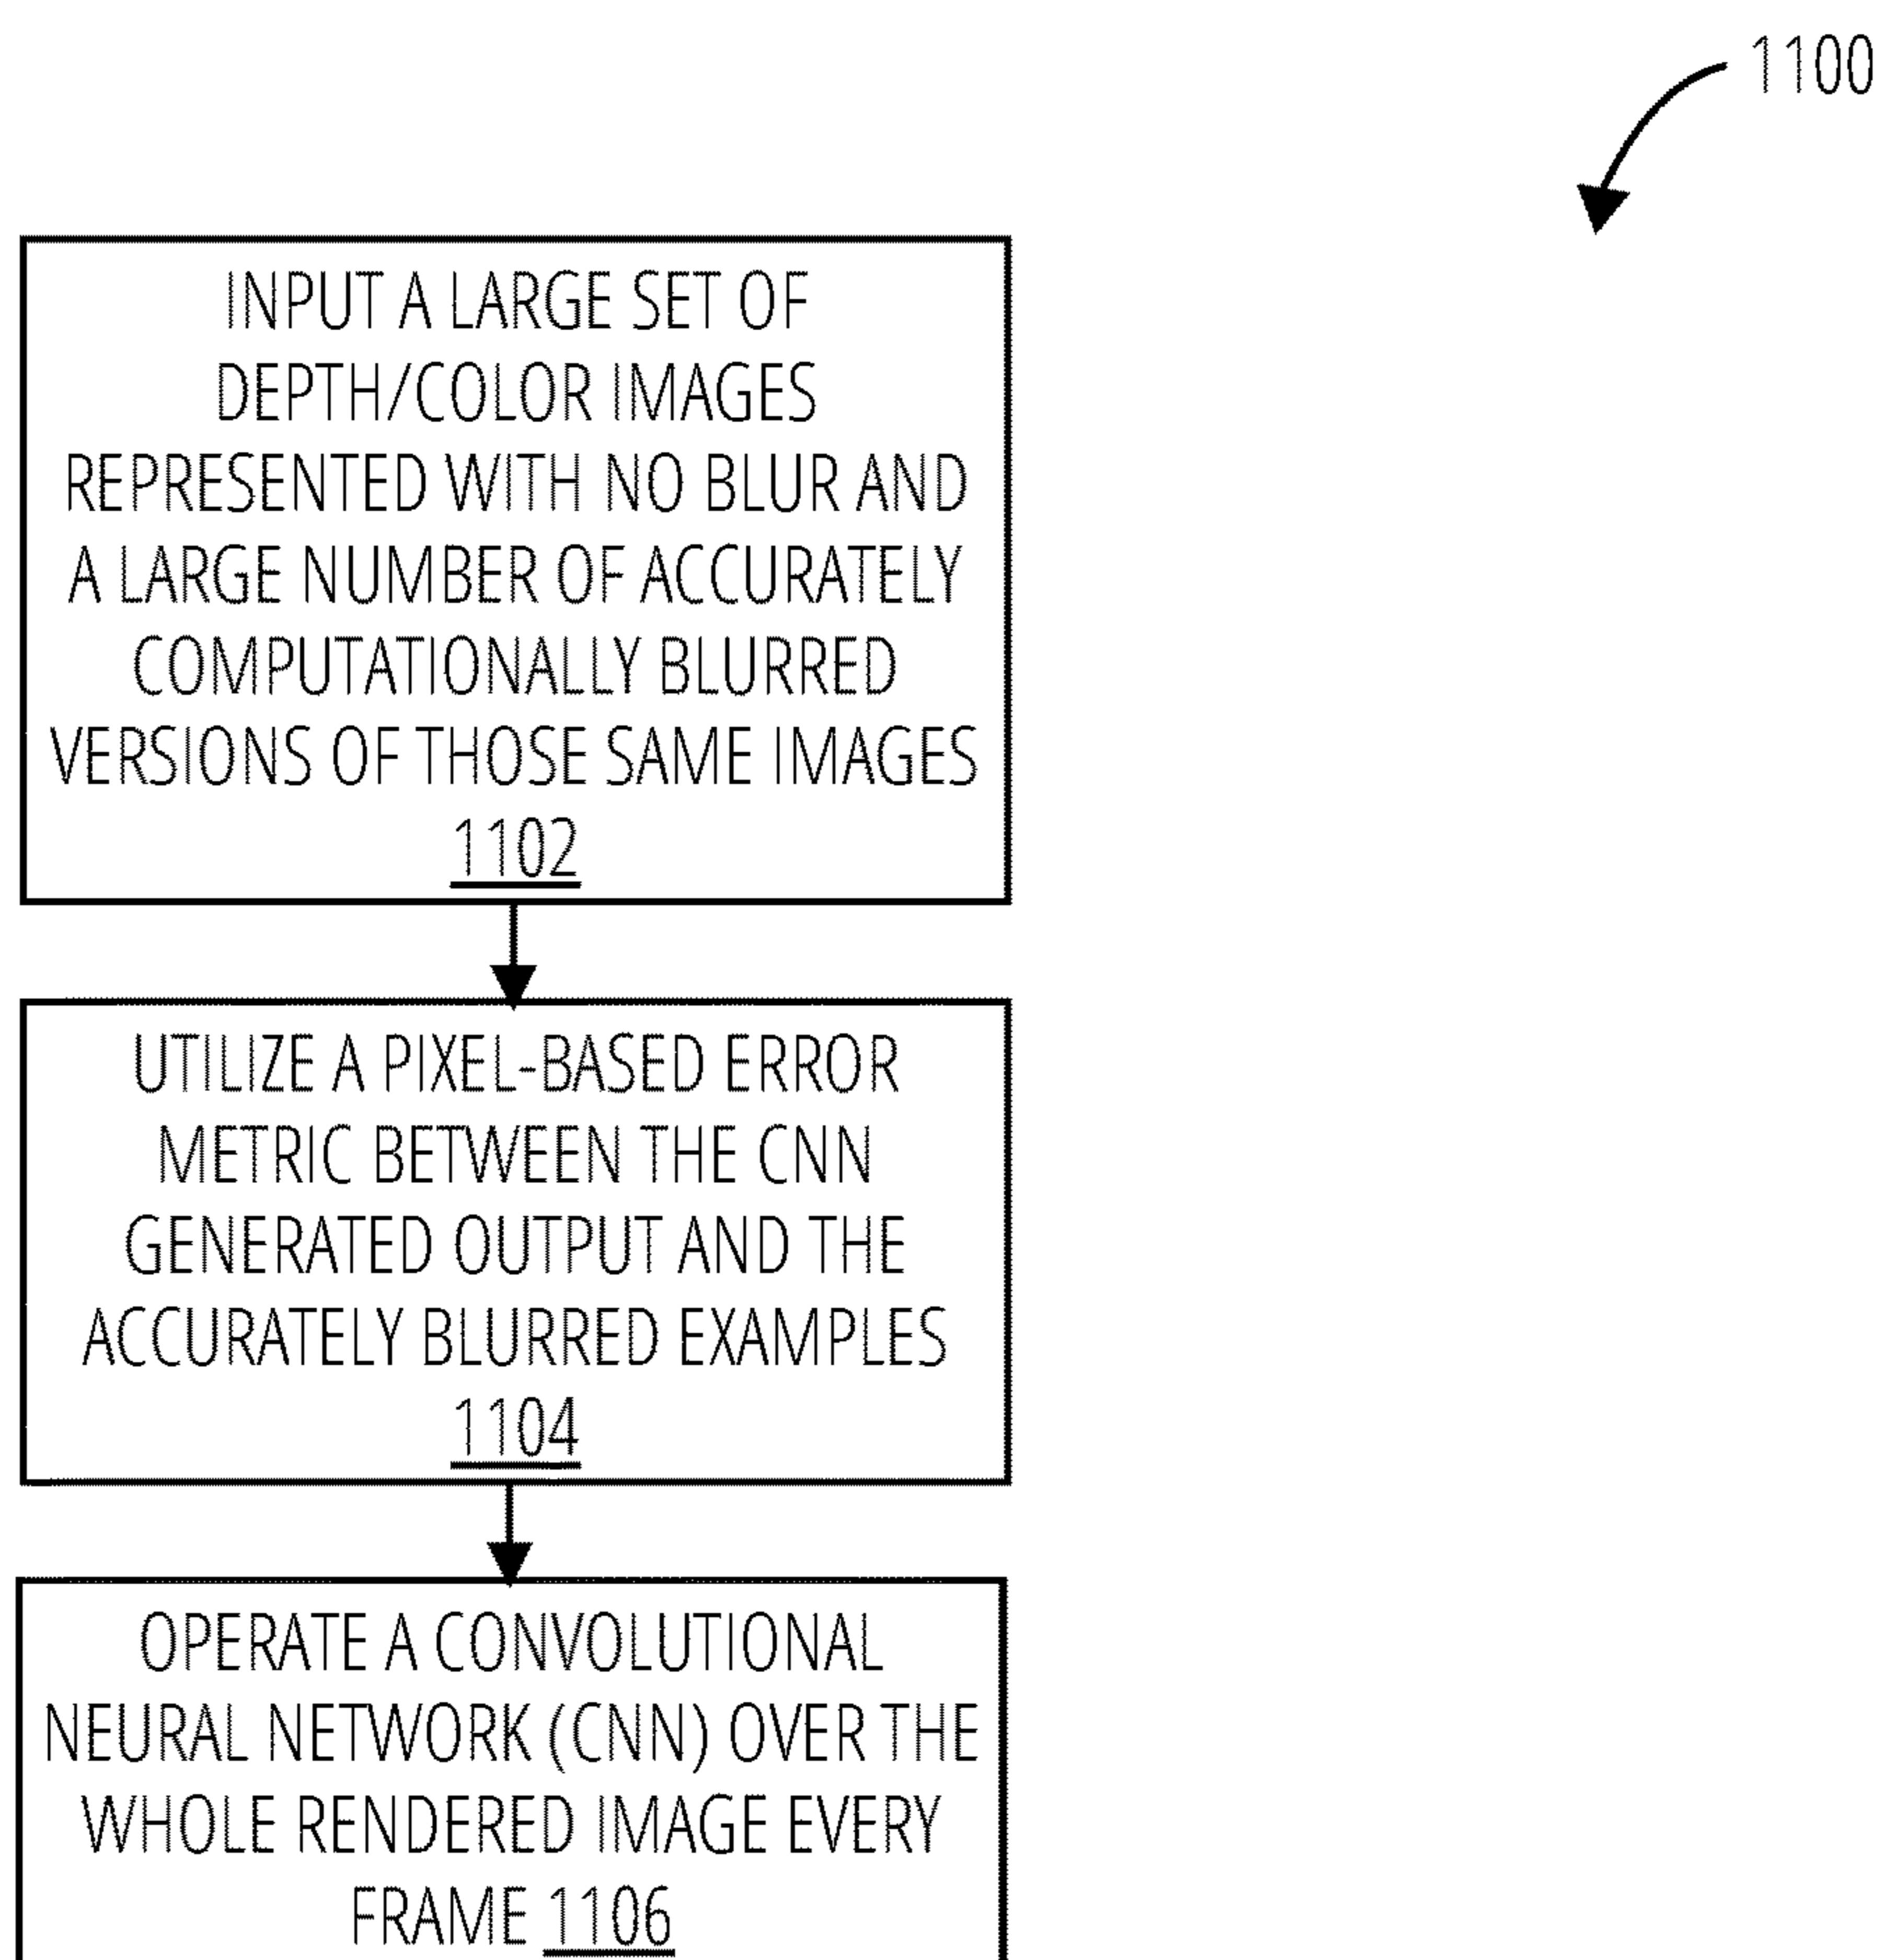 1100
INPUT A LARGE SET OF
DEPTH/COLOR IMAGES
REPRESENTED WITH NO BLUR AND
A LARGE NUMBER OF ACCURATELY
COMPUTATIONALLY BLURRED
VERSIONS OF THOSE SAME IMAGES
1102
UTILIZE A PIXEL-BASED ERROR
METRIC BETWEEN THE CNN
GENERATED OUTPUT AND THE
ACCURATELY BLURRED EXAMPLES
1104
OPERATE A CONVOLUTIONAL
NEURAL NETWORK (CNN) OVER THE
WHOLE RENDERED IMAGE EVERY
FRAME 1106